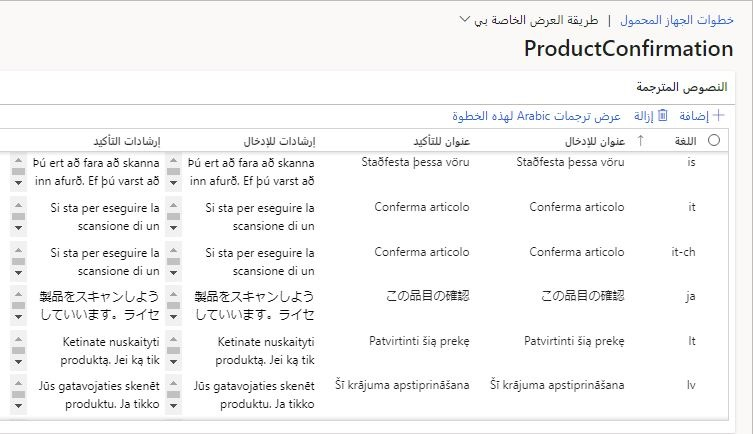 خطوات الجهاز المحمول | طريقة العرض الخاصة بي
ProductConfirmation
النصوص المترجمة
إضافة إزالة عرض ترجمات Arabic لهذه الخطوة
اللغة عنوان للإدخال عنوان للتأكيد إرشادات للإدخال إرشادات التأكيد
is Staðfesta þessa vöru Staðfesta þessa vöru Þú ert að fara að skanna Þú ert að fara að skanna
inn afurð. Ef þú varst að inn afurð. Ef þú varst að
it Conferma articolo Conferma articolo Si sta per eseguire la Si sta per eseguire la
scansione di un scansione di un
it-ch Conferma articolo Conferma articolo Si sta per eseguire la Si sta per eseguire la
scansione di un scansione di un
ja この品目の確認 この品目の確認 製品をスキャンしよう 製品をスキャンしよう
していいます。ライセ していいます。ライセ
lt Patvirtinti šią prekę Patvirtinti šią prekę Ketinate nuskaityti Ketinate nuskaityti
produktą. Jei ką tik produktą. Jei ką tik
lv Šī krājuma apstiprināšana Šī krājuma apstiprināšana Jūs gatavojaties skenēt Jūs gatavojaties skenēt
produktu. Ja tikko produktu. Ja tikko